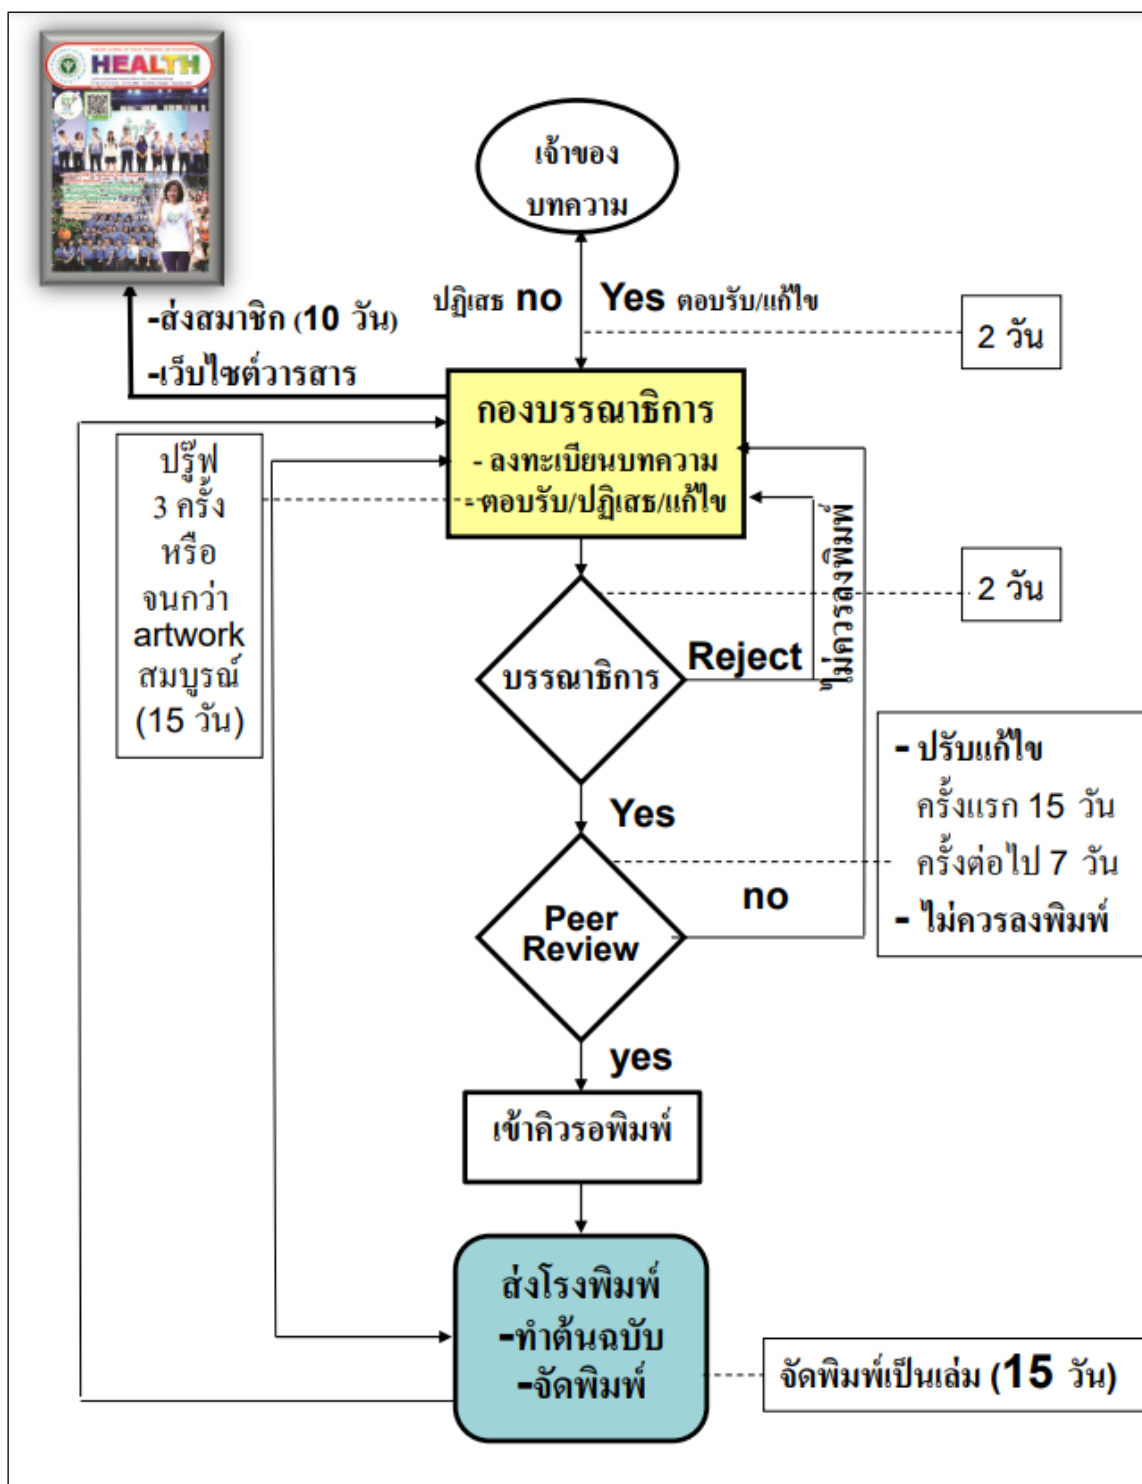 HEALTH
เจ้าของ
บทความ
ปฏิเสธ no
Yes ตอบรับ/แก้ไข
2 วัน
-ส่งสมาชิก (10 วัน)
-เว็บไซต์วารสาร
กองบรรณาธิการ
- ลงทะเบียนบทความ
- ตอบรับ/ปฏิเสธ/แก้ไข
ปรู๊ฟ
3 ครั้ง
หรือ
จนกว่า
artwork
สมบูรณ์
(15 วัน)
ไม่ควรลงพิมพ์
2 วัน
บรรณาธิการ
Reject
Yes
- ปรับแก้ไข
ครั้งแรก 15 วัน
ครั้งต่อไป 7 วัน
- ไม่ควรลงพิมพ์
Peer
Review
no
yes
เข้าคิวรอพิมพ์
ส่งโรงพิมพ์
-ทำต้นฉบับ
-จัดพิมพ์
จัดพิมพ์เป็นเล่ม (15 วัน)